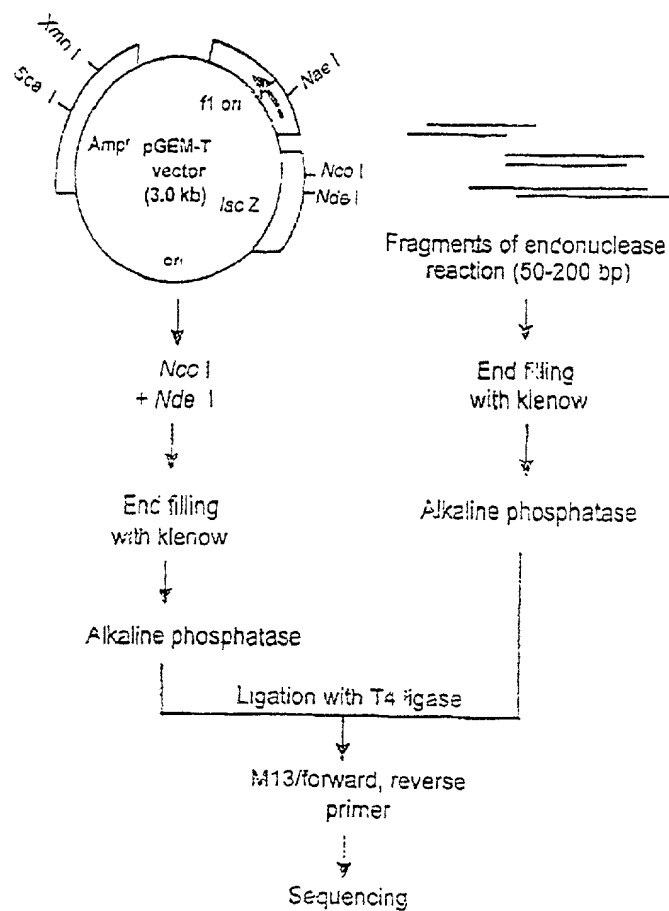 Xmn I
Sca I
Nae I
f1 ori
Ampr
pGEM-T
vector
(3.0 kb)
lac Z
Nco I
Nde I
ori
Fragments of endonuclease
reaction (50-200 bp)
Nco I
+ Nde I
End filling
with klenow
End filling
with klenow
Alkaline phosphatase
Alkaline phosphatase
Ligation with T4 ligase
M13/forward, reverse
primer
Sequencing